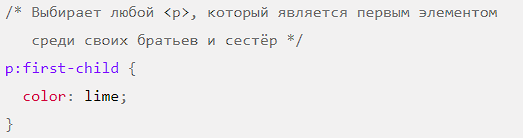 /* Выбирает любой <p>, который является первым элементом
среди своих братьев и сестёр */
p:first-child {
color: lime;
}